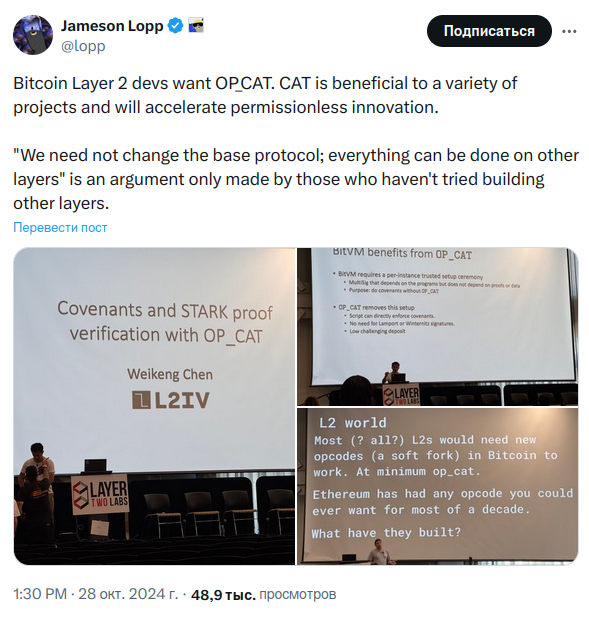 Jameson Lopp
@lopp
Подписаться
Bitcoin Layer 2 devs want OP_CAT. CAT is beneficial to a variety of
projects and will accelerate permissionless innovation.
"We need not change the base protocol; everything can be done on other
layers" is an argument only made by those who haven't tried building
other layers.
Перевести пост
Covenants and STARK proof
verification with OP_CAT
Weikeng Chen
L2IV
LAYER
TWO LABS
BitVM benefits from OP_CAT
• BitVM requires a per-instance trusted setup ceremony
• MultiSig that depends on the programs but does not depend on proofs or data
• Purpose: do covenants without OP_CAT
• OP_CAT removes this setup
• Script can directly enforce covenants.
• No need for Lamport or Winternits signatures.
• Low challenging deposit
LAYER
TWO LABS
L2 world
Most (? all?) L2s would need new
opcodes (a soft fork) in Bitcoin to
work. At minimum op_cat.
Ethereum has had any opcode you could
ever want for most of a decade.
What have they built?
1:30 PM · 28 окт. 2024 г. · 48,9 тыс. просмотров